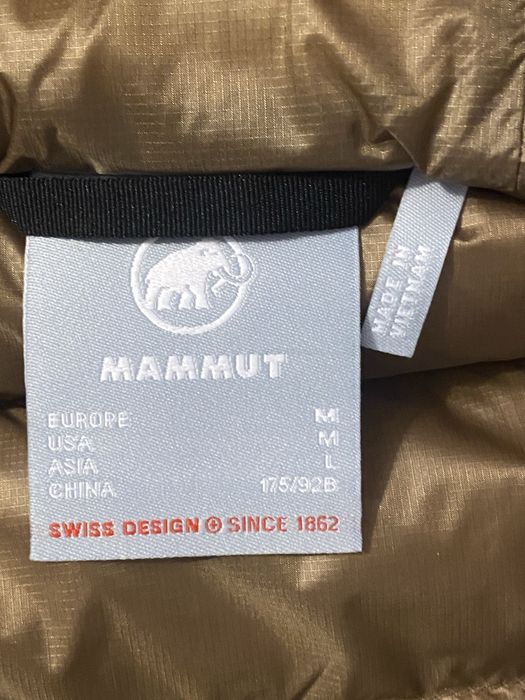 MAMMUT
EUROPE M
USA M
ASIA L
CHINA 175/92B
SWISS DESIGN SINCE 1862
MADE IN
VIETNAM